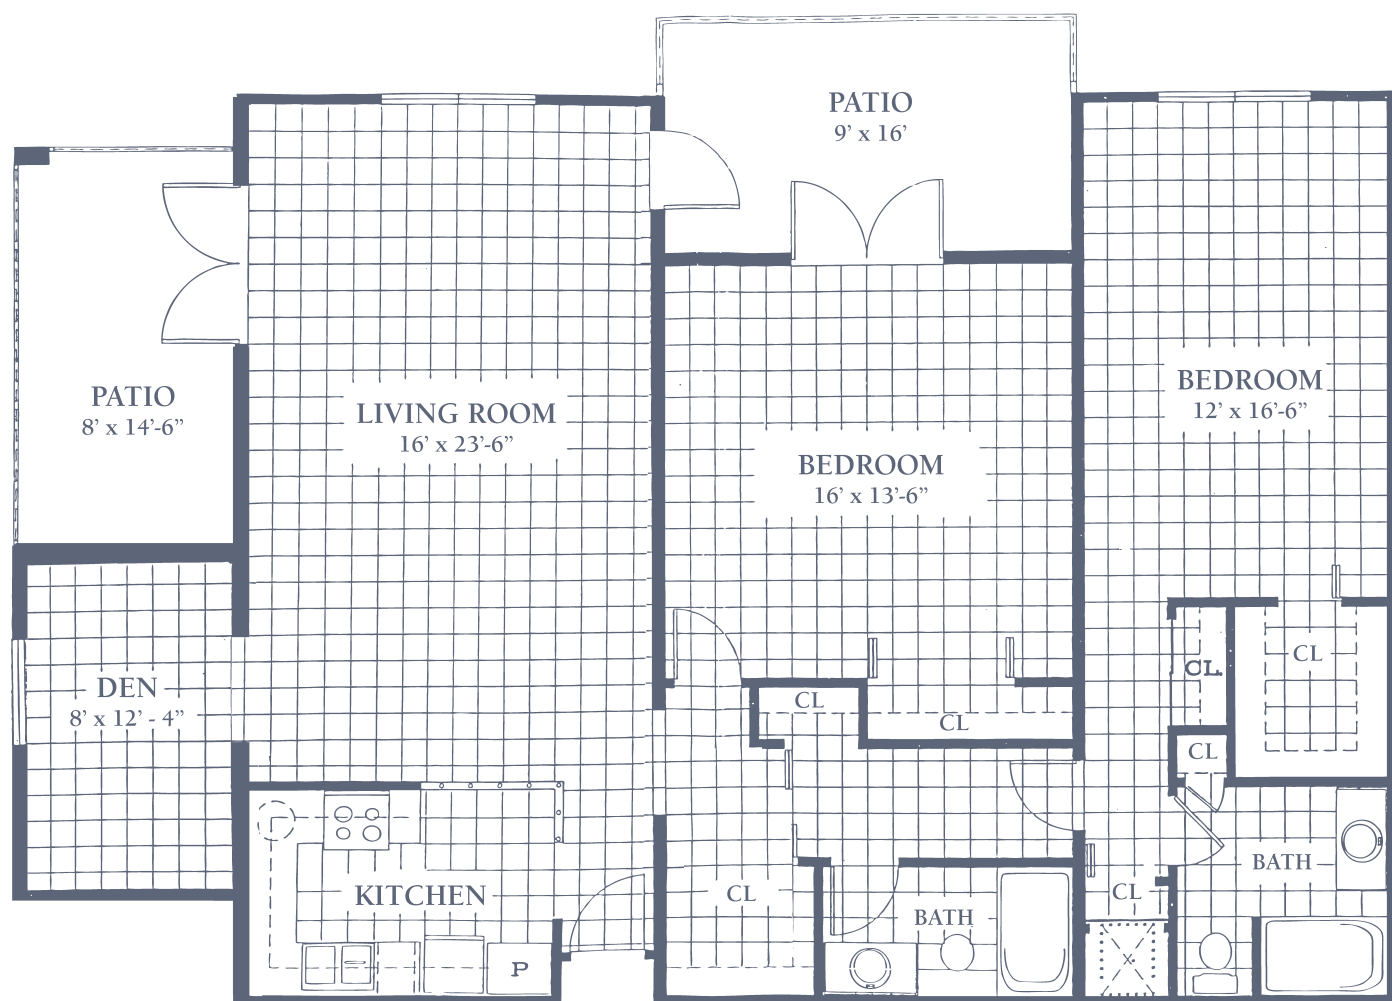 PATIO
9’ x 16’
BEDROOM
12’ x 16’-6”
PATIO
8’ x 14’-6”
LIVING ROOM
16’ x 23’-6”
BEDROOM
16’ x 13’-6”
CL
CL.
DEN
8’ x 12’ - 4”
CL
CL
CL
BATH
KITCHEN
CL
CL
BATH
P
X